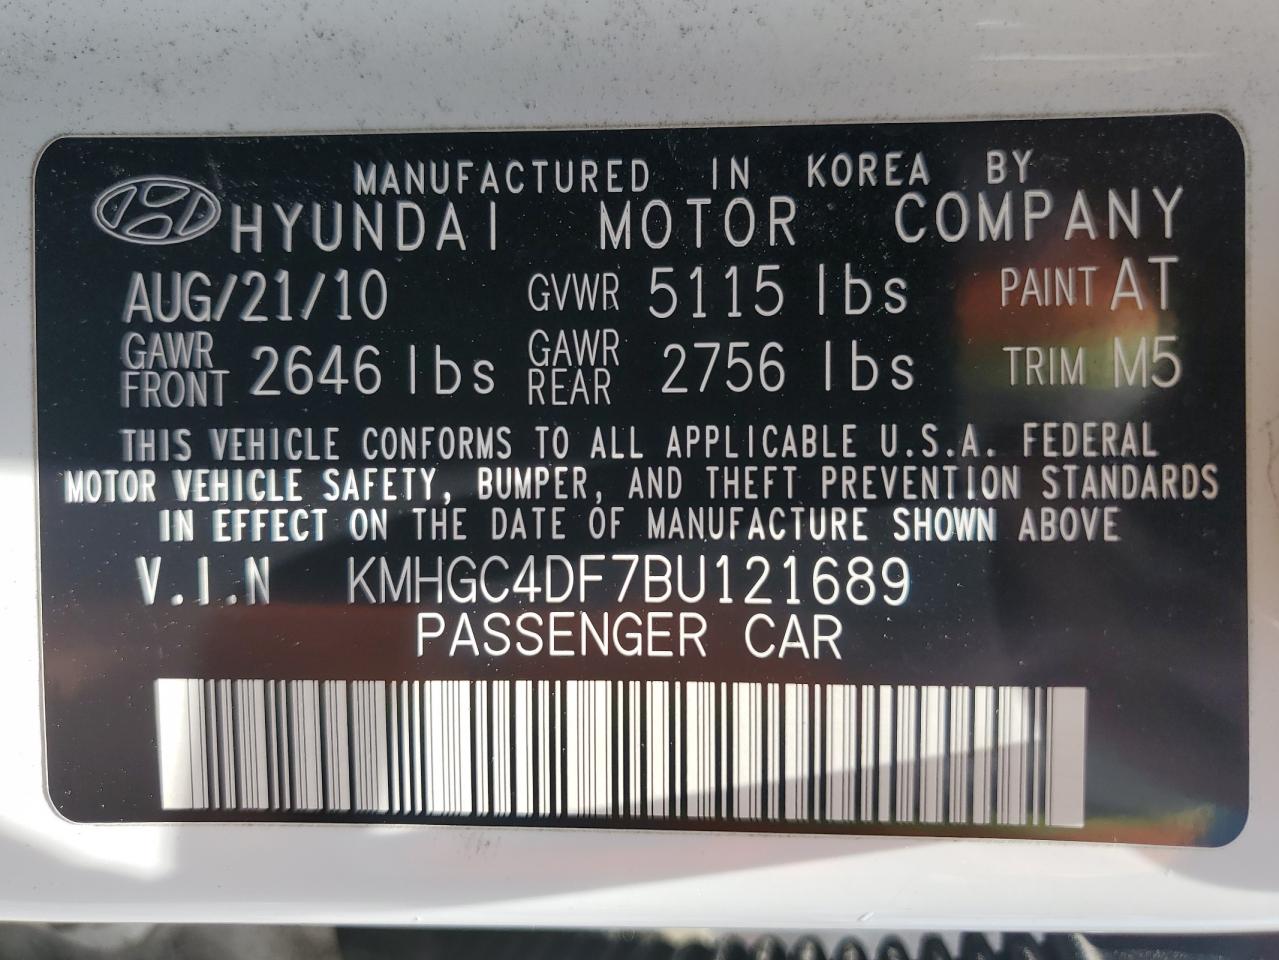 MANUFACTURED IN KOREA BY
HYUNDAI MOTOR COMPANY
AUG/21/10 GVWR 5115 lbs PAINT AT
GAWR FRONT 2646 lbs GAWR REAR 2756 lbs TRIM M5
THIS VEHICLE CONFORMS TO ALL APPLICABLE U.S.A. FEDERAL
MOTOR VEHICLE SAFETY, BUMPER, AND THEFT PREVENTION STANDARDS
IN EFFECT ON THE DATE OF MANUFACTURE SHOWN ABOVE
V.I.N KMHGC4DF7BU121689
PASSENGER CAR